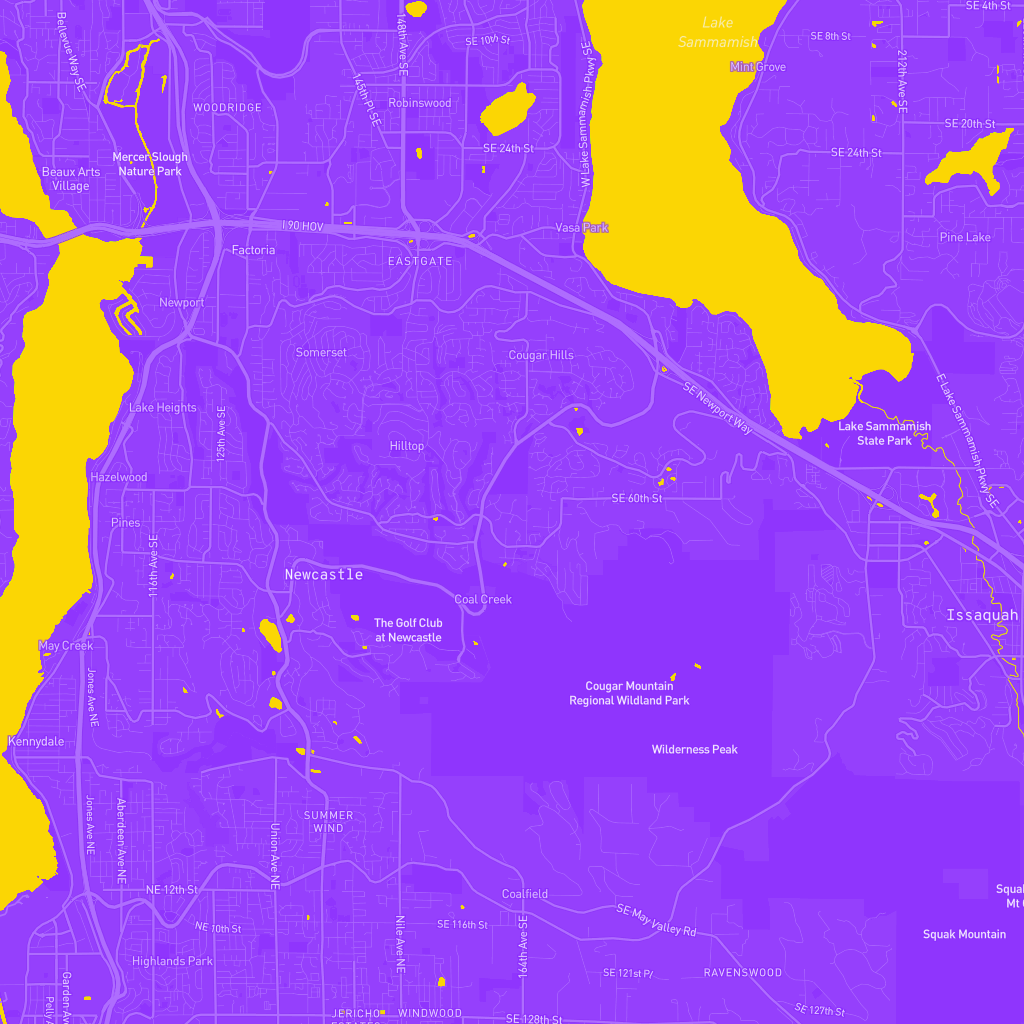 SE 4th St
Lake
Sammamish
Bellevue Way SE
148th Ave SE
SE 10th St
SE 8th St
212th Ave SE
Mint Grove
WOODRIDGE
145th Pl SE
Robinswood
W Lake Sammamish Pkwy SE
SE 20th St
SE 24th St
SE 24th St
Mercer Slough
Nature Park
Beaux Arts
Village
I 90 HOV
Vasa Park
Pine Lake
Factoria
EASTGATE
Newport
Somerset
Cougar Hills
SE Newport Way
E Lake Sammamish Pkwy SE
Lake Heights
125th Ave SE
Lake Sammamish
State Park
Hilltop
Hazelwood
SE 60th St
Pines
116th Ave SE
Newcastle
Coal Creek
The Golf Club
at Newcastle
Issaquah
May Creek
Jones Ave NE
Cougar Mountain
Regional Wildland Park
Kennydale
Wilderness Peak
Jones Ave NE
Aberdeen Ave NE
SUMMER
WIND
Union Ave NE
NE 12th St
Coalfield
SE May Valley Rd
NE 10th St
Nile Ave NE
SE 116th St
164th Ave SE
Squak Mountain
Highlands Park
Garden Av
SE 121st Pl
RAVENSWOOD
JERICHO
WINDWOOD
SE 128th St
SE 127th St